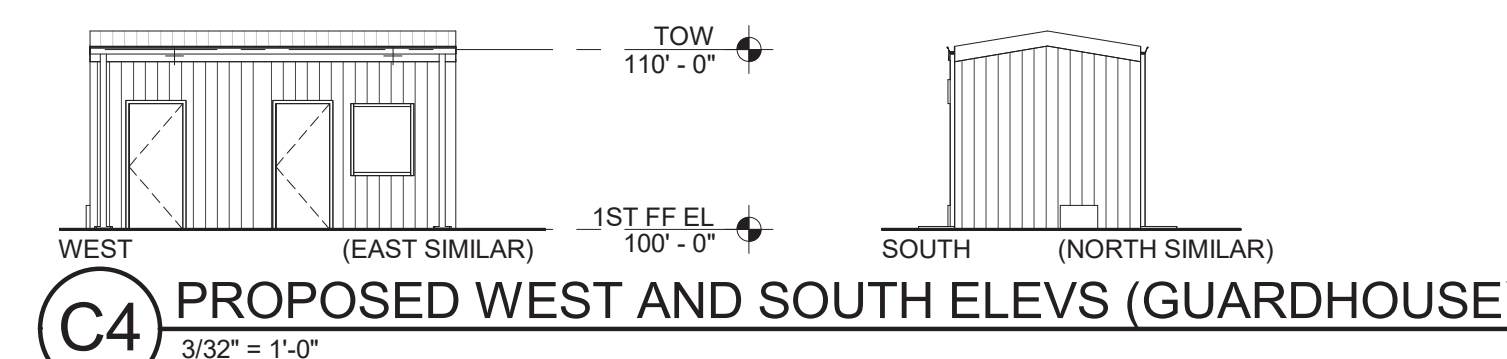 TOW
110' - 0"
1ST FF EL
100' - 0"
WEST (EAST SIMILAR)
SOUTH (NORTH SIMILAR)
C4 PROPOSED WEST AND SOUTH ELEVS (GUARDHOUSE)
3/32" = 1'-0"